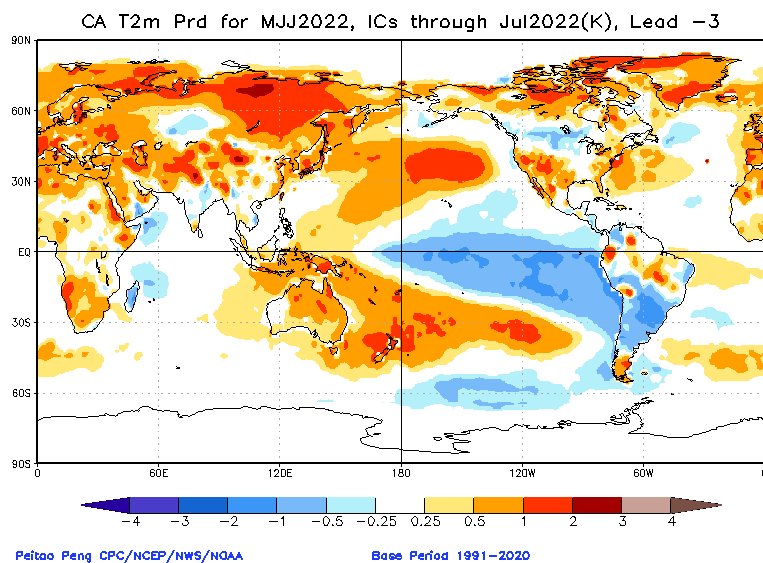 CA T2m Prd for MJJ2022, ICs through Jul2022(K), Lead -3
90N
60N
30N
EQ
30S
60S
90S
0 60E 120E 180 120W 60W 0
-4 -3 -2 -1 -0.5 -0.25 0.25 0.5 1 2 3 4
Peitao Peng CPC/NCEP/NWS/NOAA Base Period 1991-2020